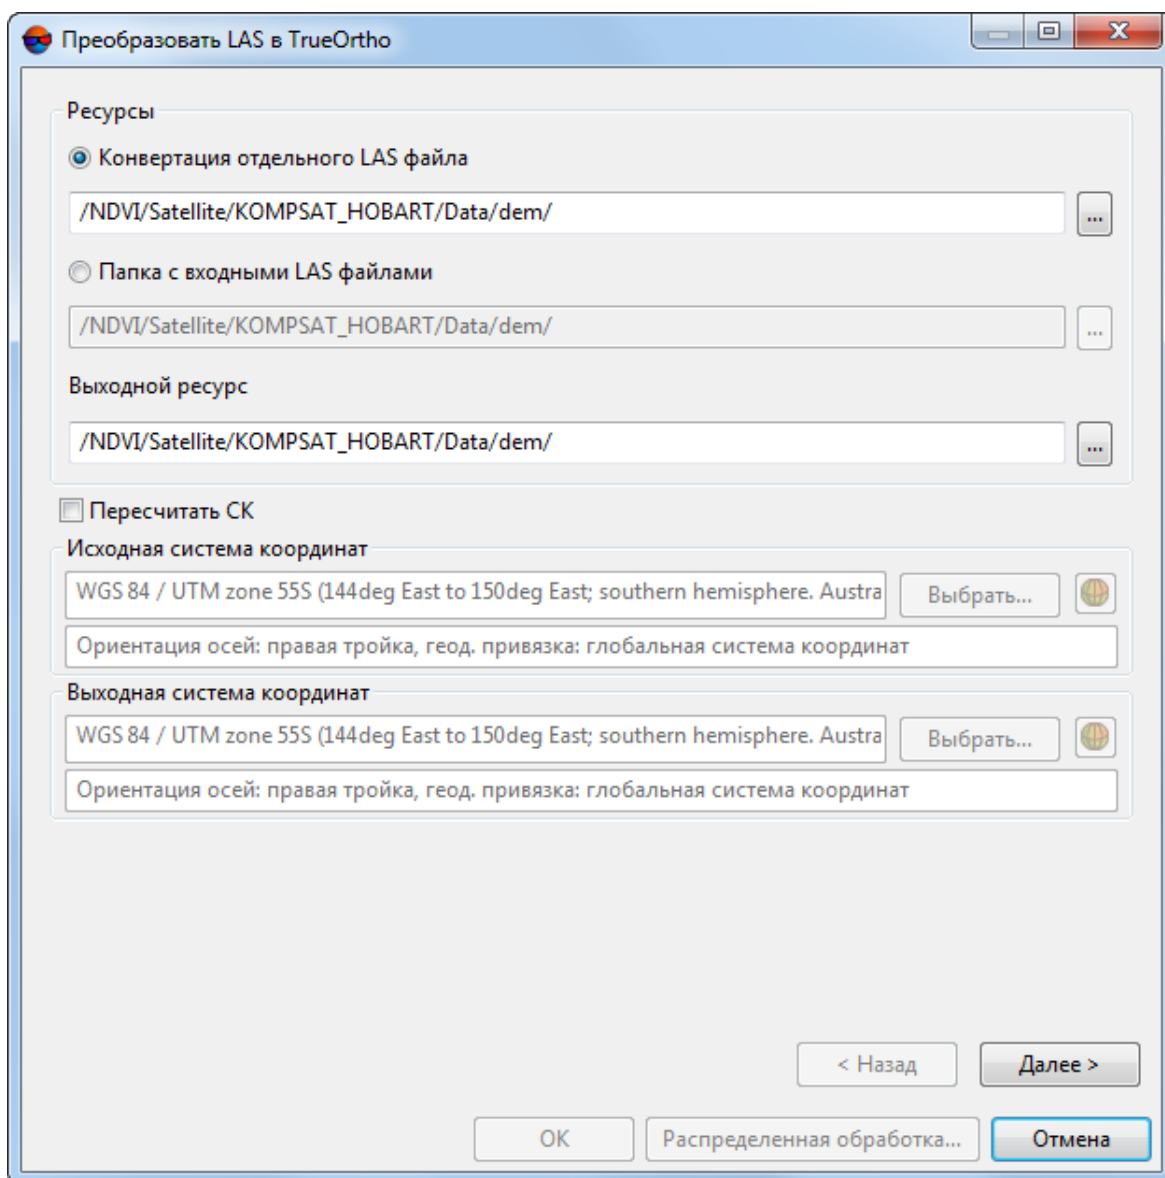 Преобразовать LAS в TrueOrtho
Ресурсы
Конвертация отдельного LAS файла
/NDVI/Satellite/KOMPSAT_HOBART/Data/dem/
...
Папка с входными LAS файлами
/NDVI/Satellite/KOMPSAT_HOBART/Data/dem/
...
Выходной ресурс
/NDVI/Satellite/KOMPSAT_HOBART/Data/dem/
...
Пересчитать СК
Исходная система координат
WGS 84 / UTM zone 55S (144deg East to 150deg East; southern hemisphere. Austra
Выбрать...
Ориентация осей: правая тройка, геод. привязка: глобальная система координат
Выходная система координат
WGS 84 / UTM zone 55S (144deg East to 150deg East; southern hemisphere. Austra
Выбрать...
Ориентация осей: правая тройка, геод. привязка: глобальная система координат
< Назад
Далее >
OK
Распределенная обработка...
Отмена